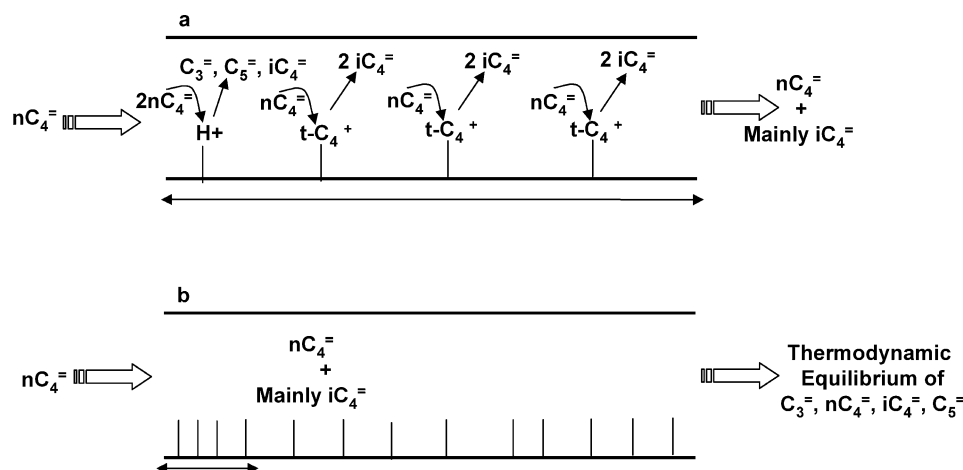 a
C₃⁼, C₅⁼, iC₄⁼
2 iC₄⁼
2 iC₄⁼
2 iC₄⁼
nC₄⁼
2nC₄⁼
nC₄⁼
nC₄⁼
nC₄⁼
H+
t-C₄⁺
t-C₄⁺
t-C₄⁺
nC₄⁼
+
Mainly iC₄⁼
b
nC₄⁼
nC₄⁼
+
Mainly iC₄⁼
Thermodynamic
Equilibrium of
C₃⁼, nC₄⁼, iC₄⁼, C₅⁼